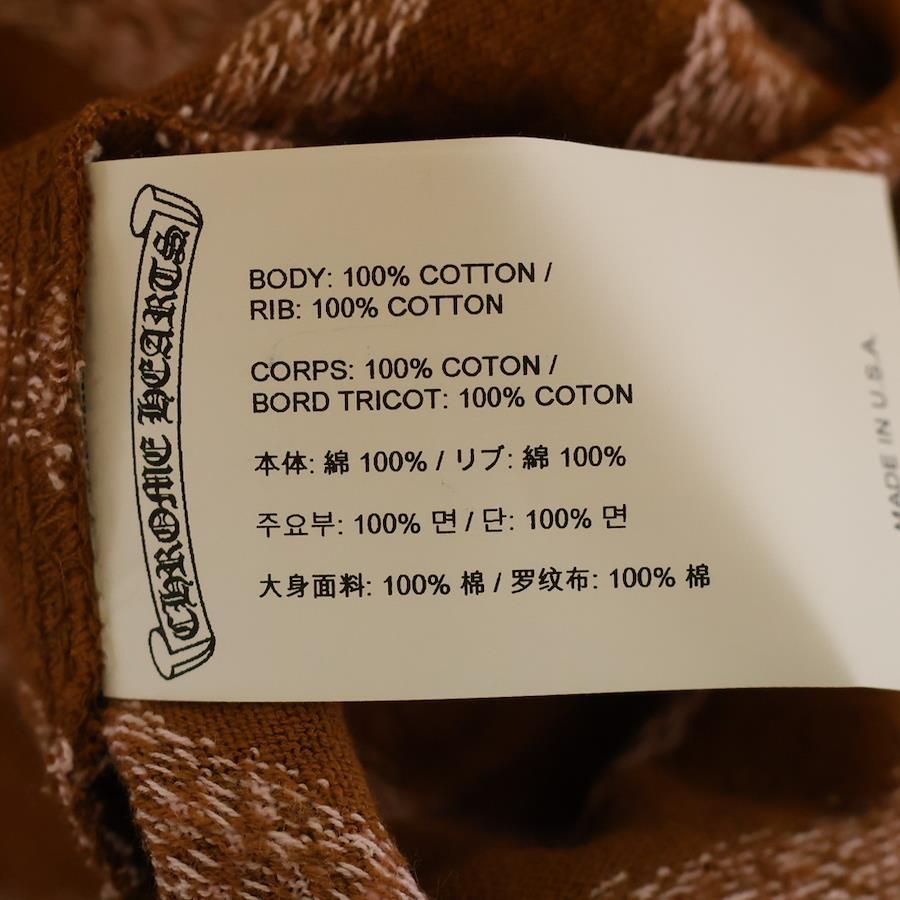 CHROME HEARTS
BODY: 100% COTTON /
RIB: 100% COTTON
CORPS: 100% COTON /
BORD TRICOT: 100% COTON
本体: 綿 100% / リブ: 綿 100%
주요부: 100% 면 / 단: 100% 면
大身面料: 100% 棉 / 罗纹布: 100% 棉
MADE IN U.S.A